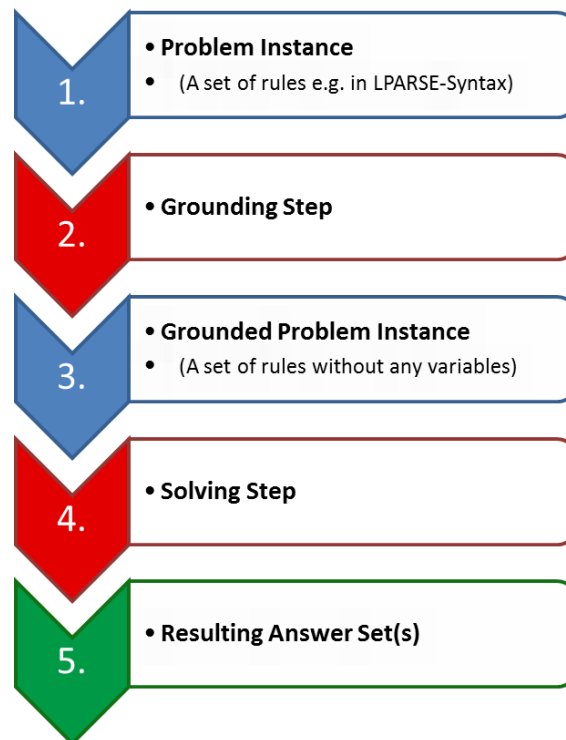 1.
• Problem Instance
• (A set of rules e.g. in LPARSE-Syntax)
2.
• Grounding Step
3.
• Grounded Problem Instance
• (A set of rules without any variables)
4.
• Solving Step
5.
• Resulting Answer Set(s)